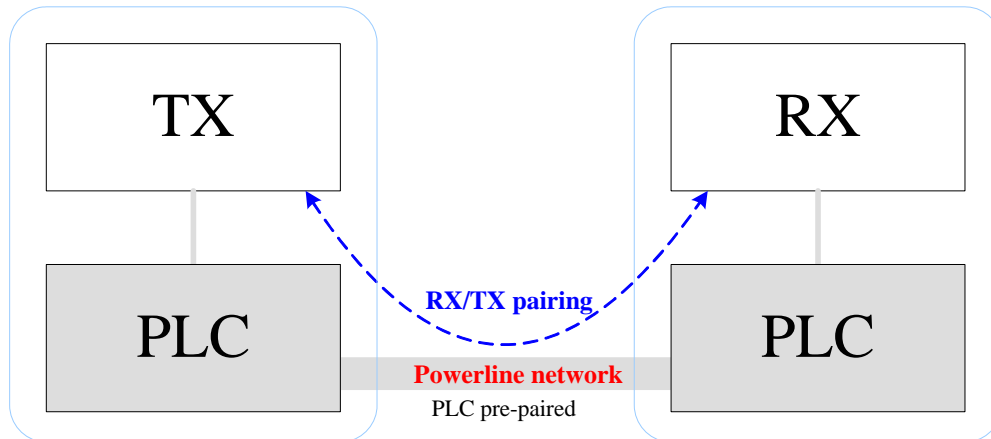 TX
RX
RX/TX pairing
PLC
PLC
Powerline network
PLC pre-paired